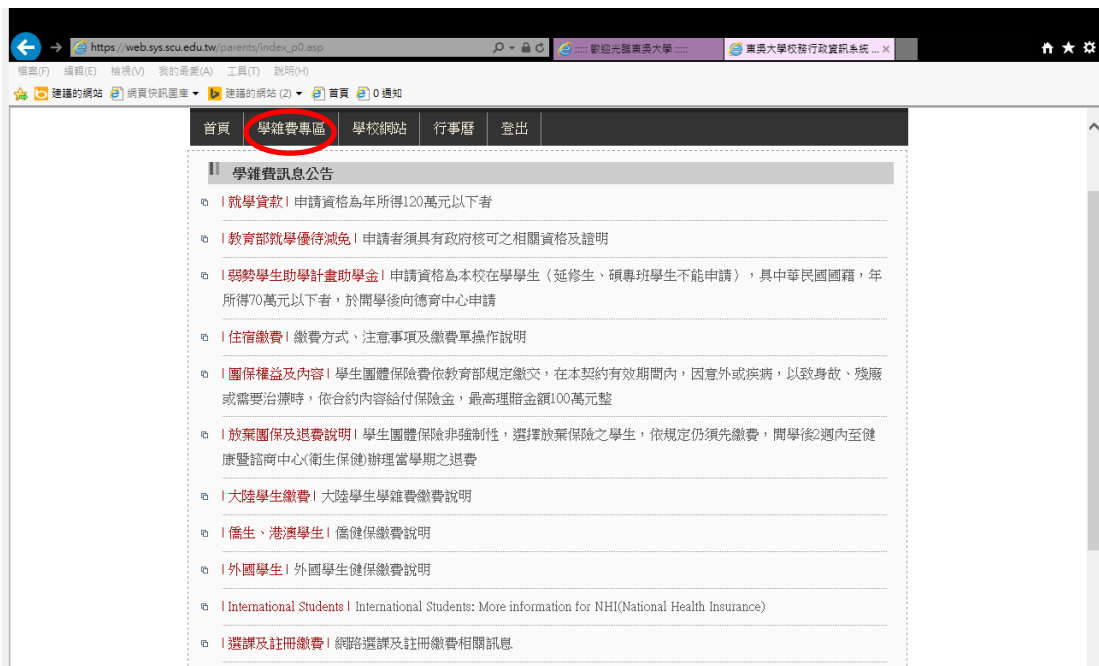 https://web.sys.scu.edu.tw/parents/index_p0.asp
::::: 歡迎光臨東吳大學 :::::
東吳大學校務行政資訊系統 ...
檔案(F) 編輯(E) 檢視(V) 我的最愛(A) 工具(T) 說明(H)
建議的網站 網頁快訊圖庫 建議的網站 (2) 首頁 0 通知
首頁 學雜費專區 學校網站 行事曆 登出
學雜費訊息公告
| 就學貸款 | 申請資格為年所得120萬元以下者
| 教育部就學優待減免 | 申請者須具有政府核可之相關資格及證明
| 弱勢學生助學計畫助學金 | 申請資格為本校在學學生（延修生、碩專班學生不能申請），具中華民國國籍，年
所得70萬元以下者，於開學後向德育中心申請
| 住宿繳費 | 繳費方式、注意事項及繳費單操作說明
| 團保權益及內容 | 學生團體保險費依教育部規定繳交，在本契約有效期間內，因意外或疾病，以致身故、殘廢
或需要治療時，依合約內容給付保險金，最高理賠金額100萬元整
| 放棄團保及退費說明 | 學生團體保險非強制性，選擇放棄保險之學生，依規定仍須先繳費，開學後2週內至健
康暨諮商中心(衛生保健)辦理當學期之退費
| 大陸學生繳費 | 大陸學生學雜費繳費說明
| 僑生、港澳學生 | 僑健保繳費說明
| 外國學生 | 外國學生健保繳費說明
| International Students | International Students: More information for NHI(National Health Insurance)
| 選課及註冊繳費 | 網路選課及註冊繳費相關訊息